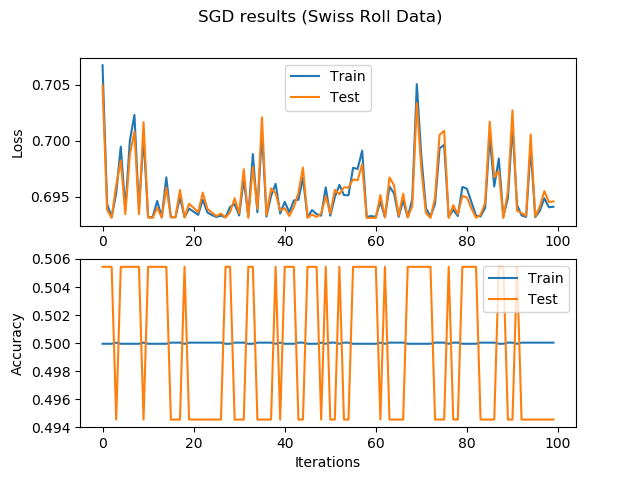 SGD results (Swiss Roll Data)
0.705
0.700
0.695
Loss
Train
Test
0 20 40 60 80 100
0.506
0.504
0.502
0.500
0.498
0.496
0.494
Accuracy
Train
Test
0 20 40 60 80 100
Iterations